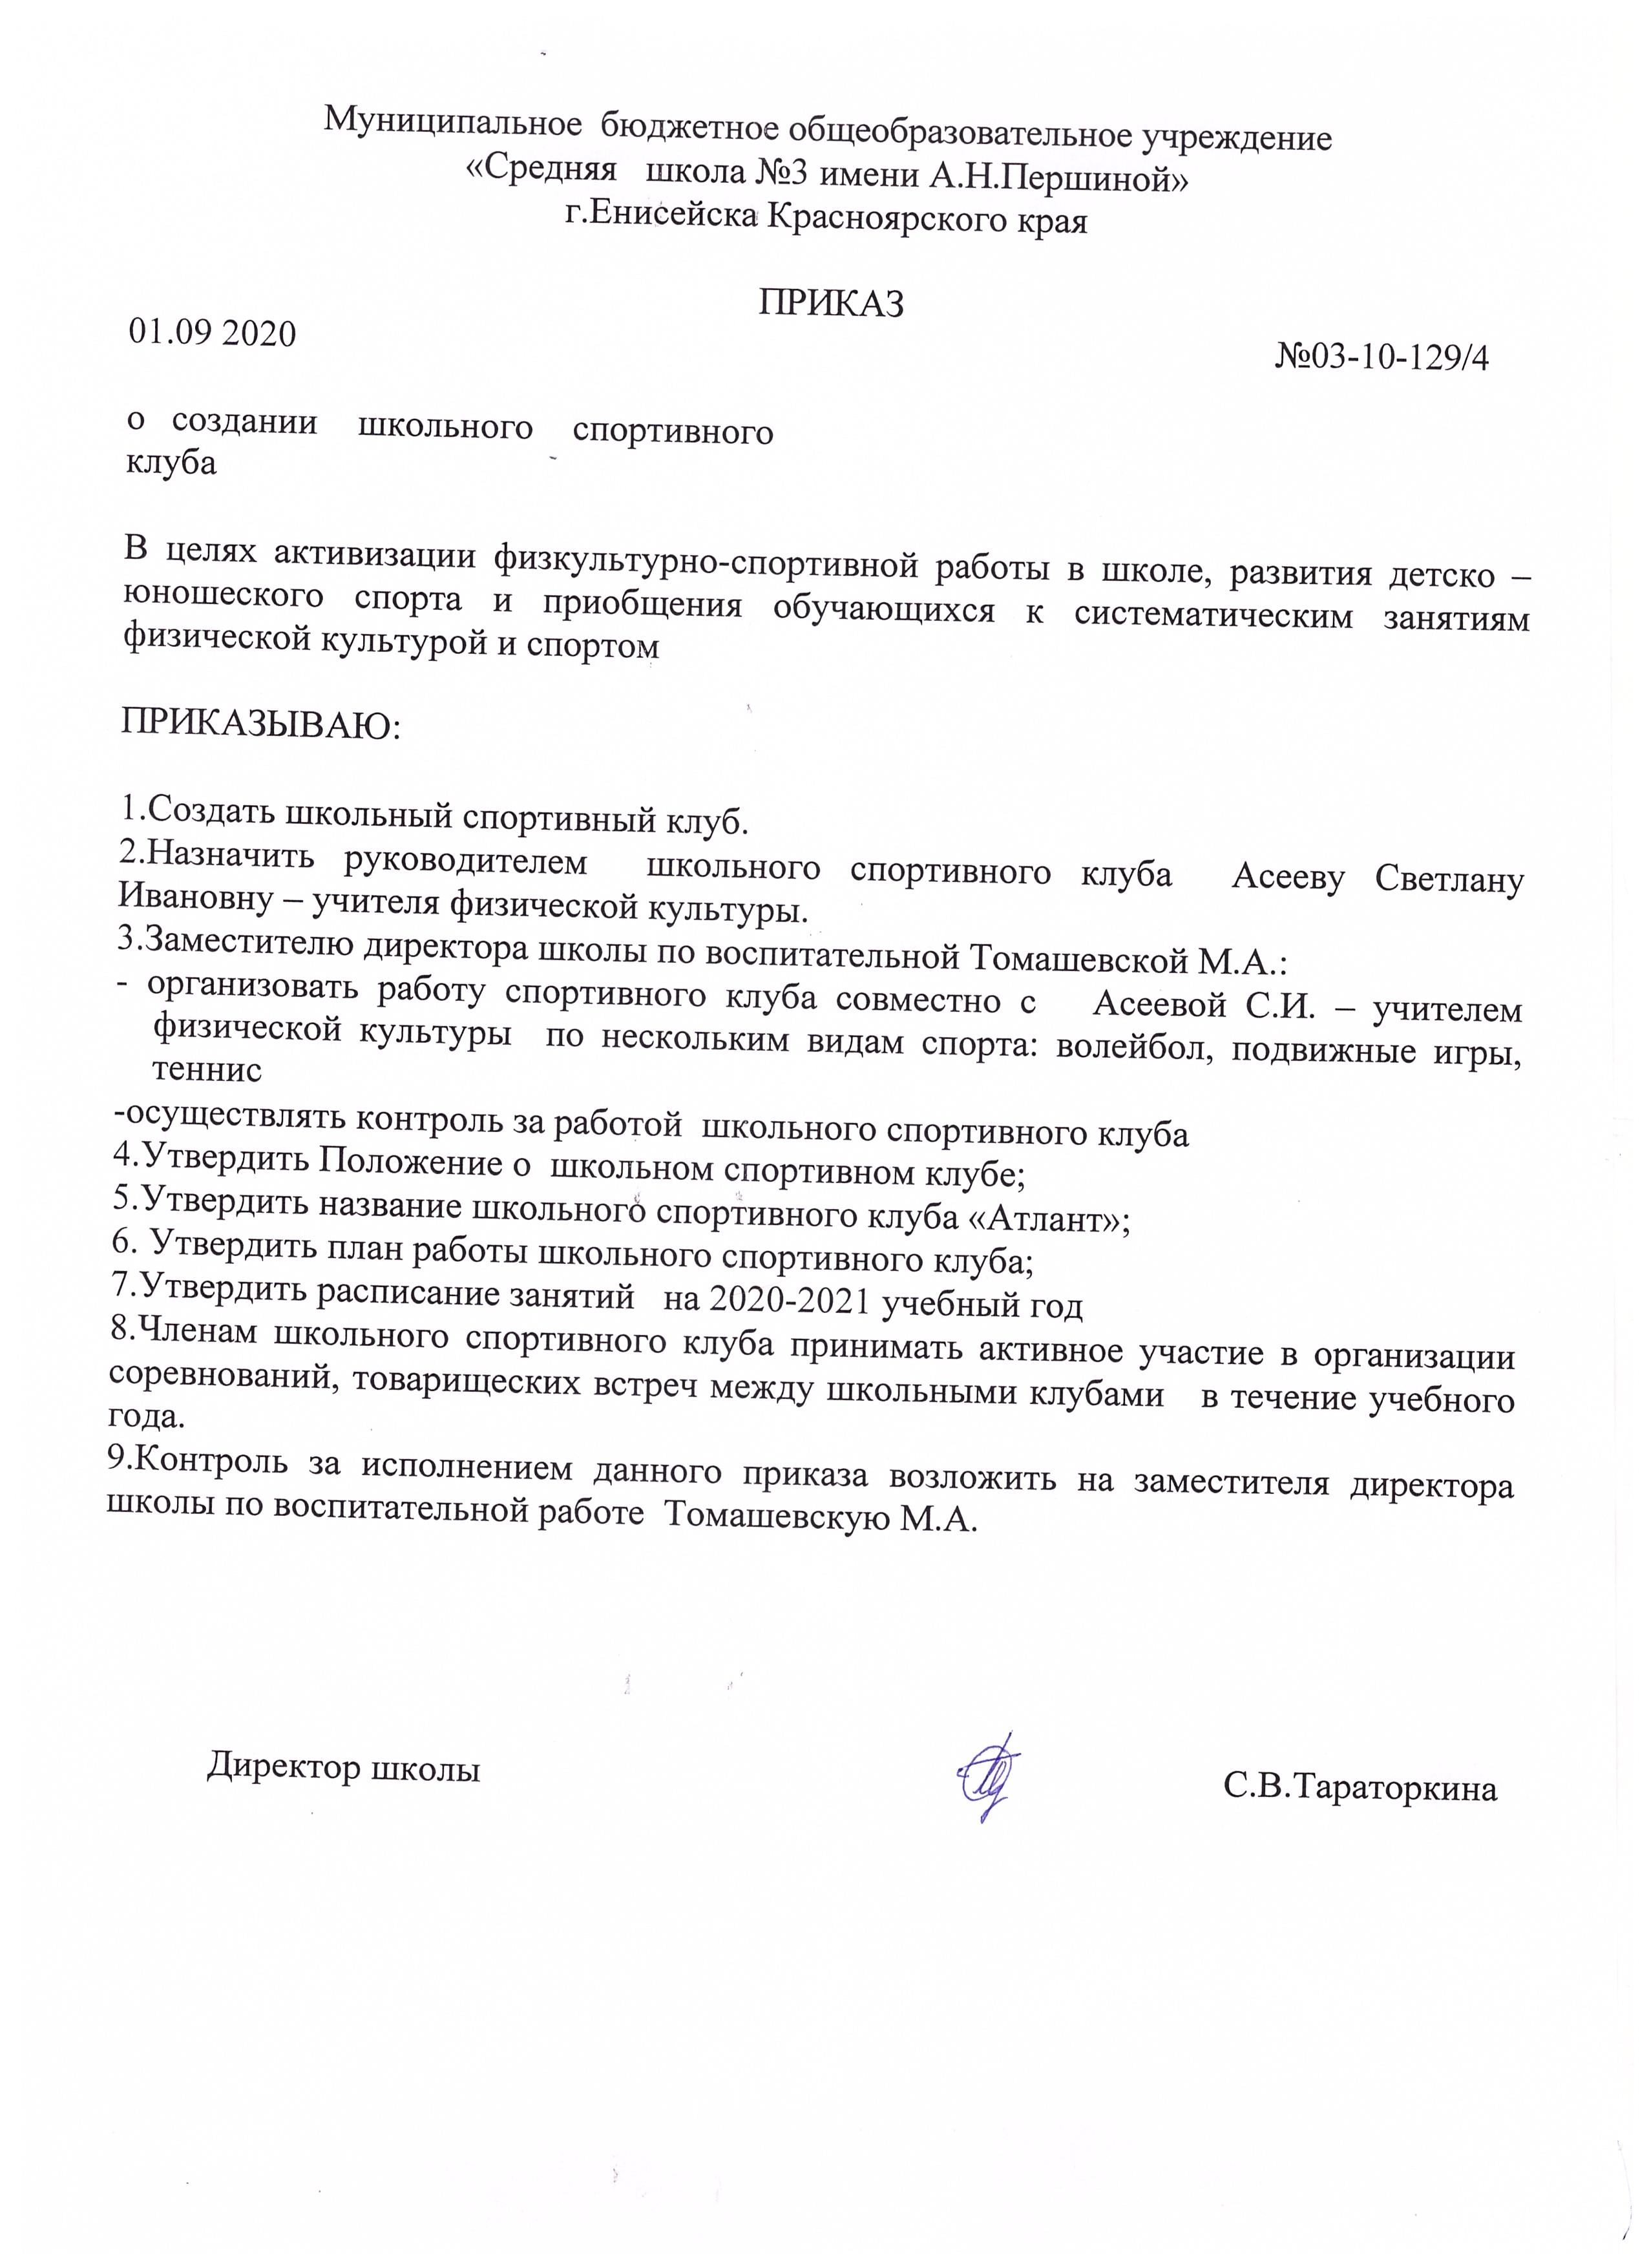 Муниципальное бюджетное общеобразовательное учреждение
«Средняя школа №3 имени А.Н.Першиной»
г.Енисейска Красноярского края
ПРИКАЗ
01.09 2020
№03-10-129/4
о создании школьного спортивного
клуба
В целях активизации физкультурно-спортивной работы в школе, развития детско –
юношеского спорта и приобщения обучающихся к систематическим занятиям
физической культурой и спортом
ПРИКАЗЫВАЮ:
1.Создать школьный спортивный клуб.
2.Назначить руководителем школьного спортивного клуба Асееву Светлану
Ивановну – учителя физической культуры.
3.Заместителю директора школы по воспитательной Томашевской М.А.:
- организовать работу спортивного клуба совместно с Асеевой С.И. – учителем
физической культуры по нескольким видам спорта: волейбол, подвижные игры,
теннис
-осуществлять контроль за работой школьного спортивного клуба
4.Утвердить Положение о школьном спортивном клубе;
5.Утвердить название школьного спортивного клуба «Атлант»;
6. Утвердить план работы школьного спортивного клуба;
7.Утвердить расписание занятий на 2020-2021 учебный год
8.Членам школьного спортивного клуба принимать активное участие в организации
соревнований, товарищеских встреч между школьными клубами в течение учебного
года.
9.Контроль за исполнением данного приказа возложить на заместителя директора
школы по воспитательной работе Томашевскую М.А.
Директор школы
С.В.Тараторкина